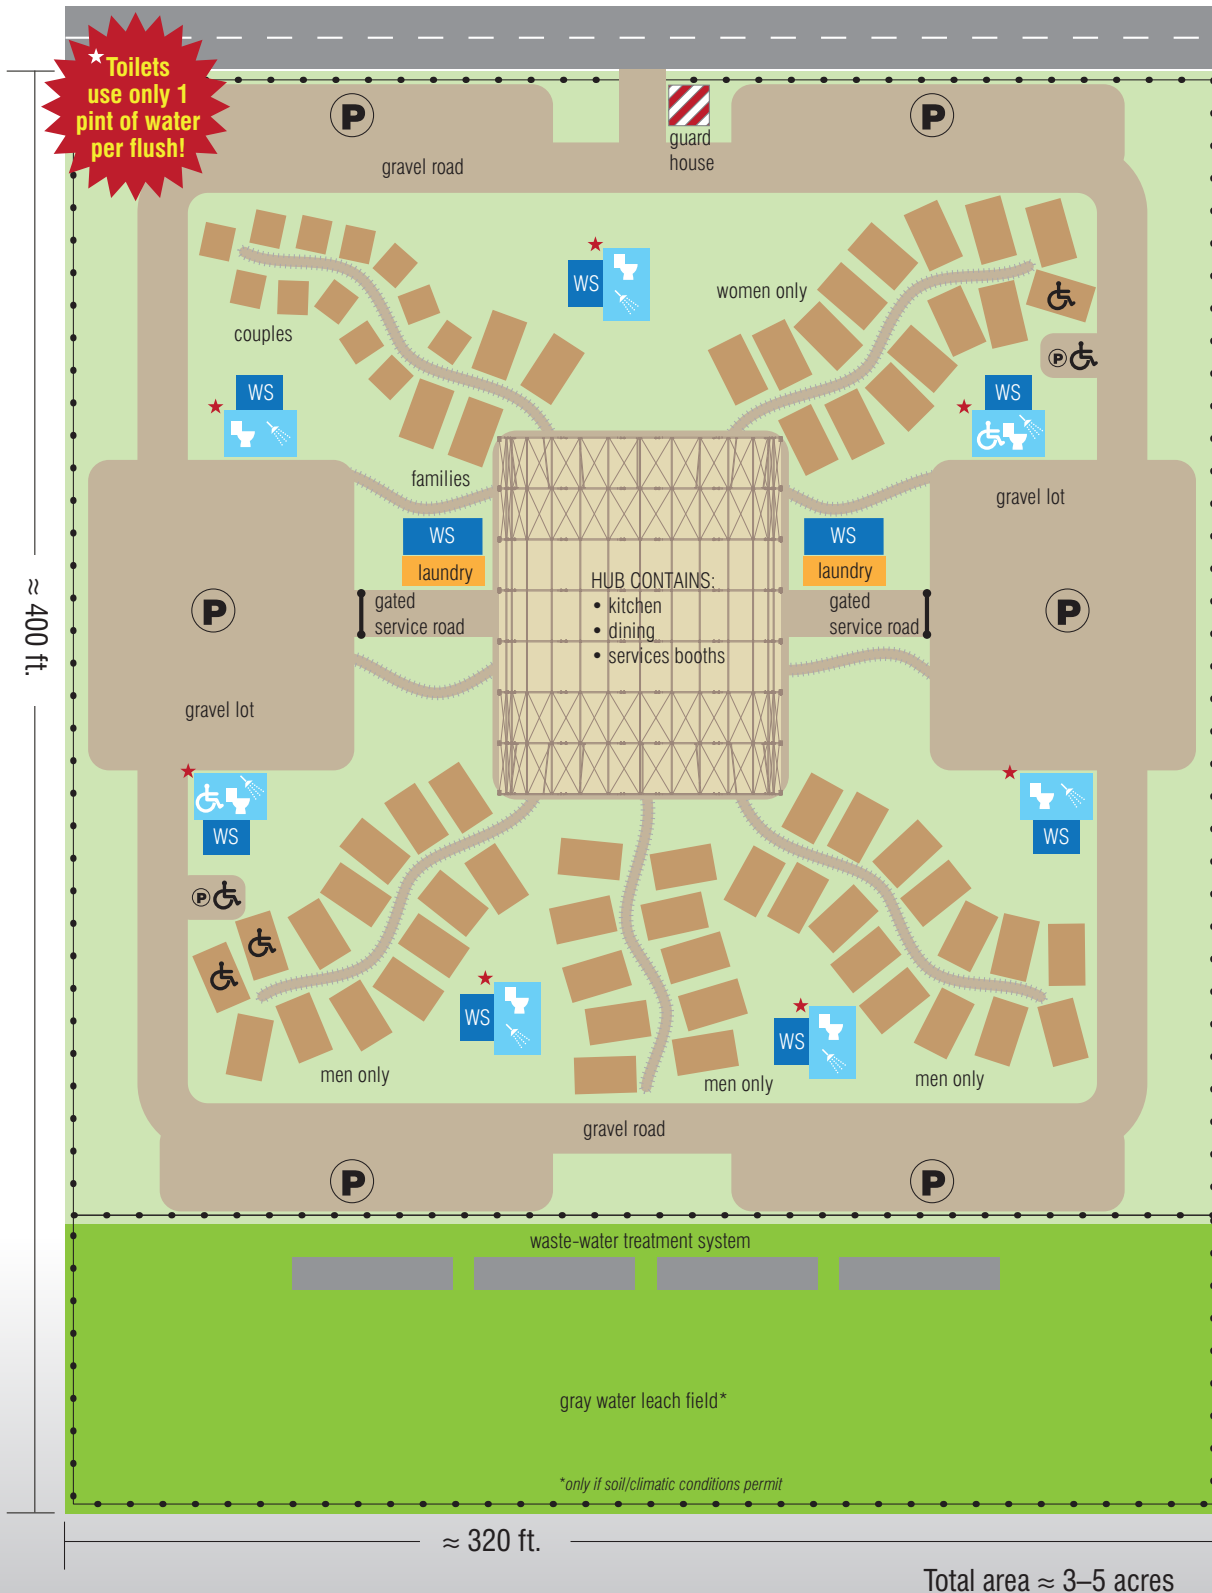 Toilets
use only 1
pint of water
per flush!
P
P
guard
house
gravel road
WS
women only
couples
P
WS
WS
families
gravel lot
WS
WS
laundry
laundry
HUB CONTAINS:
• kitchen
• dining
• services booths
gated
service road
gated
service road
P
P
≈ 400 ft.
gravel lot
WS
WS
P
WS
WS
men only
men only
men only
gravel road
P
P
waste-water treatment system
gray water leach field*
*only if soil/climatic conditions permit
≈ 320 ft.
Total area ≈ 3–5 acres